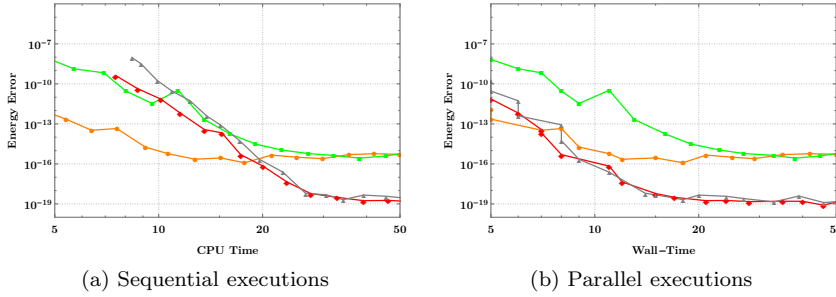 10⁻⁷
10⁻¹⁰
10⁻¹³
10⁻¹⁶
10⁻¹⁹
Energy Error
5 10 20 50
CPU Time
(a) Sequential executions
10⁻⁷
10⁻¹⁰
10⁻¹³
10⁻¹⁶
10⁻¹⁹
Energy Error
5 10 20 50
Wall−Time
(b) Parallel executions